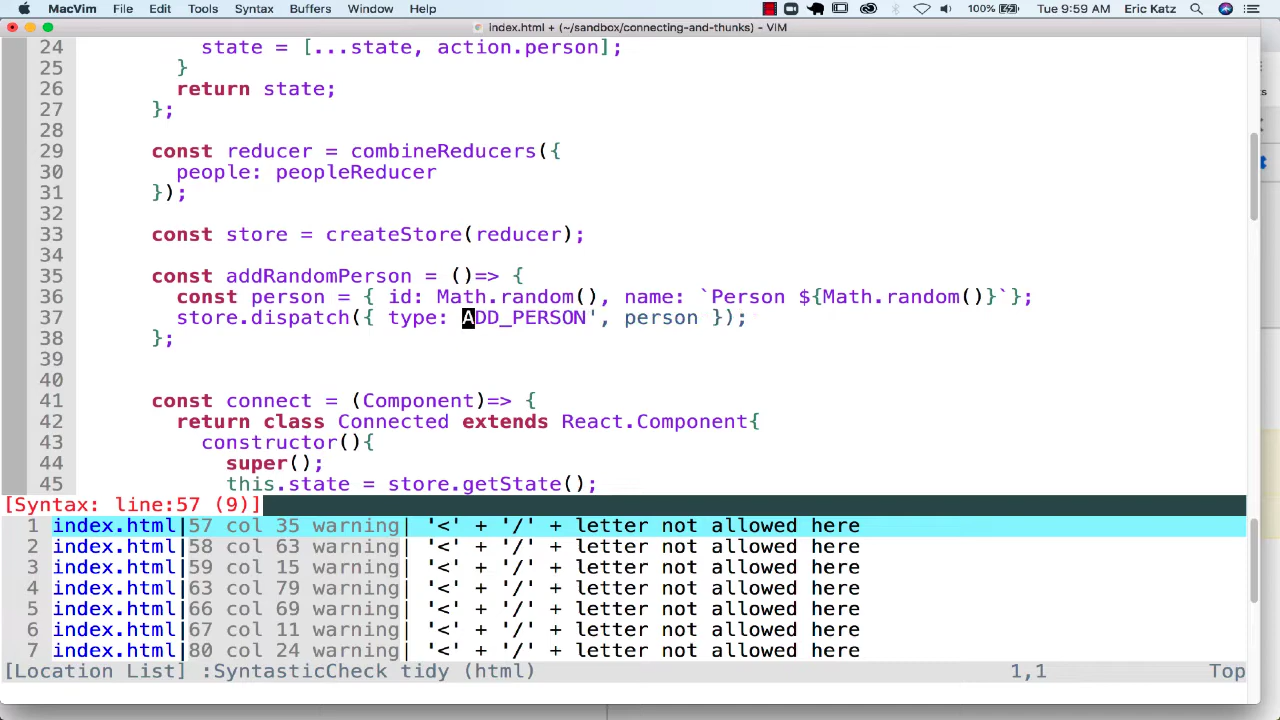 MacVim File Edit Tools Syntax Buffers Window Help 100% Tue 9:59 AM Eric Katz
index.html + (~/sandbox/connecting-and-thunks) - VIM
24 state = [...state, action.person];
25 }
26 return state;
27 };
28
29 const reducer = combineReducers({
30 people: peopleReducer
31 });
32
33 const store = createStore(reducer);
34
35 const addRandomPerson = ()=> {
36 const person = { id: Math.random(), name: `Person ${Math.random()}`};
37 store.dispatch({ type: ADD_PERSON', person });
38 };
39
40
41 const connect = (Component)=> {
42 return class Connected extends React.Component{
43 constructor(){
44 super();
45 this.state = store.getState();
[Syntax: line:57 (9)]
1 index.html|57 col 35 warning| '<' + '/' + letter not allowed here
2 index.html|58 col 63 warning| '<' + '/' + letter not allowed here
3 index.html|59 col 15 warning| '<' + '/' + letter not allowed here
4 index.html|63 col 79 warning| '<' + '/' + letter not allowed here
5 index.html|66 col 69 warning| '<' + '/' + letter not allowed here
6 index.html|67 col 11 warning| '<' + '/' + letter not allowed here
7 index.html|80 col 24 warning| '<' + '/' + letter not allowed here
[Location List] :SyntasticCheck tidy (html) 1,1 Top